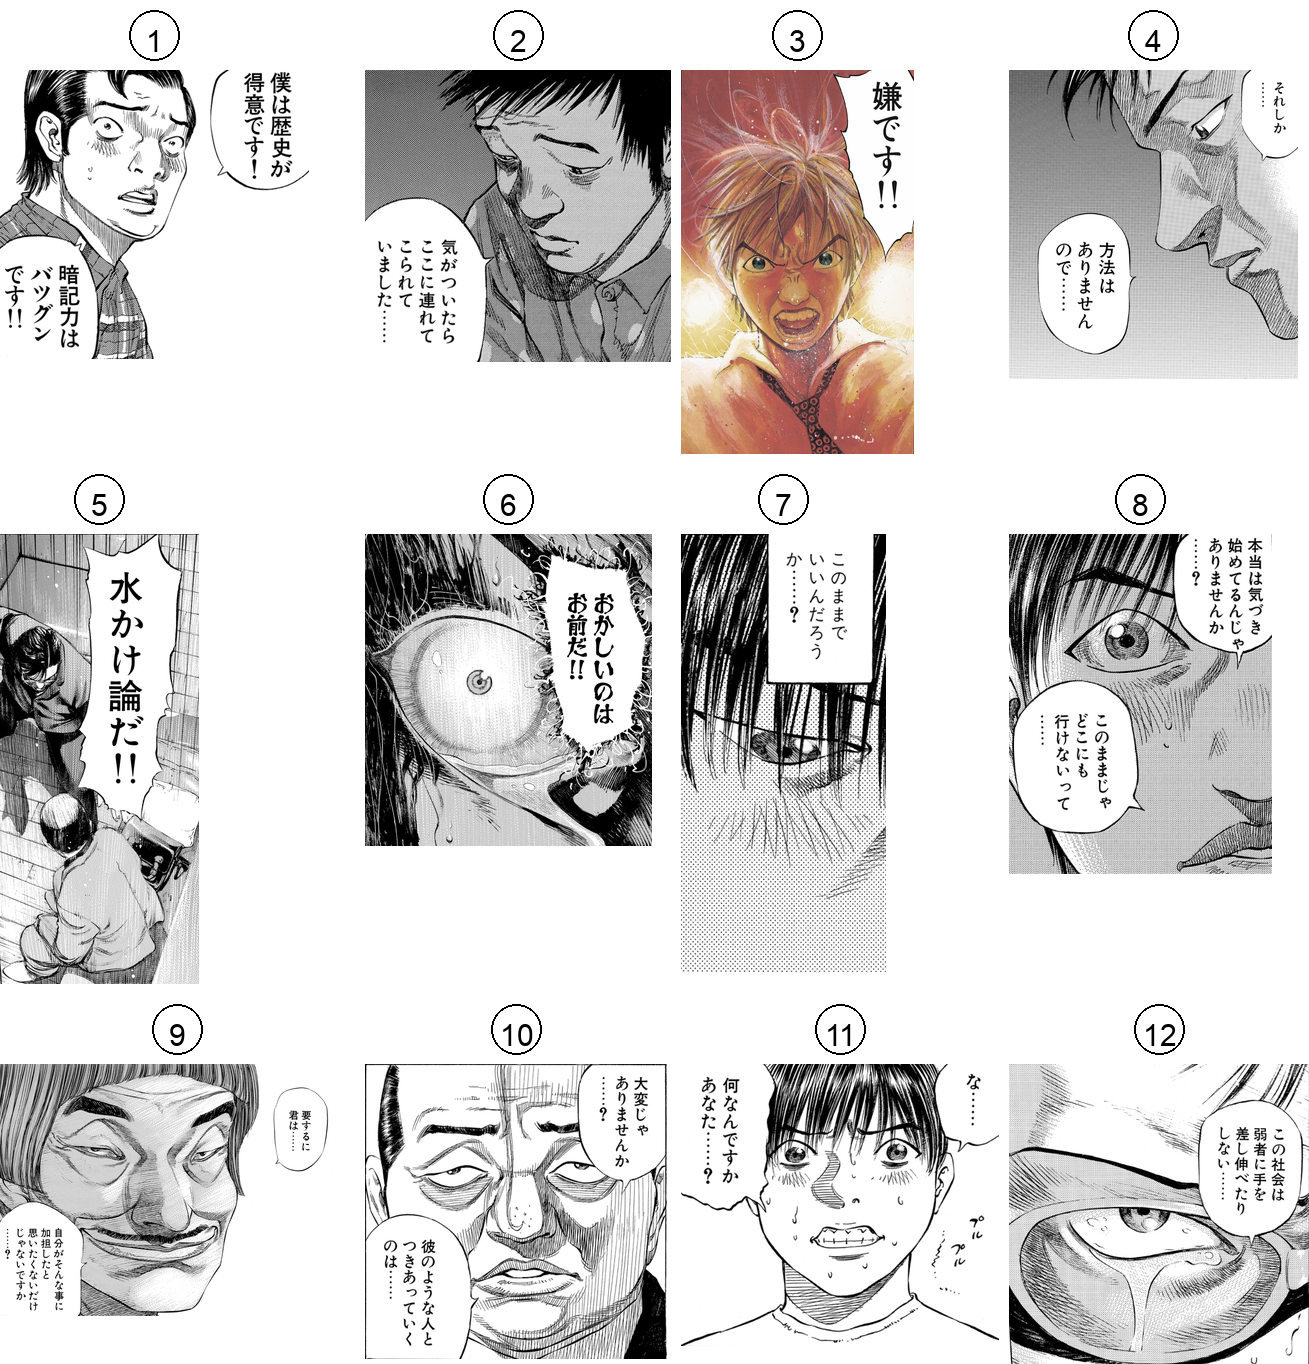 1
僕は歴史が
得意です！
暗記力は
バツグン
です！！
2
気がついたら
ここに連れて
こられて
いました……
3
嫌です！！
4
それしか
……
方法は
ありません
ので……
5
水かけ論だ！！
6
おかしいのは
お前だ！！
7
このままで
いいんだろう
か……？
8
本当は気づき
始めてるんじゃ
ありませんか
……？
このままじゃ
どこにも
行けないって
……
9
要するに
君は……
自分がそんな事に
加担したと
思いたくないだけ
じゃないですか
……？
10
大変じゃ
ありませんか
……？
彼のような人と
つきあっていく
のは……
11
な……
何なんですか
あなた……？
プル
プル
プル
12
この社会は
弱者に手を
差し伸べたり
しない……